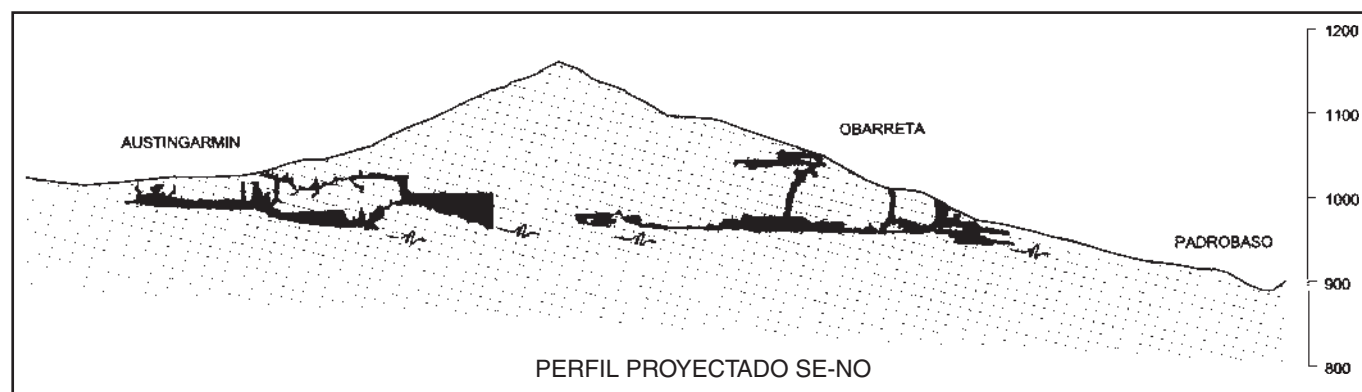 1200
1100
OBARRETA
AUSTINGARMIN
1000
PADROBASO
900
PERFIL PROYECTADO SE-NO
800